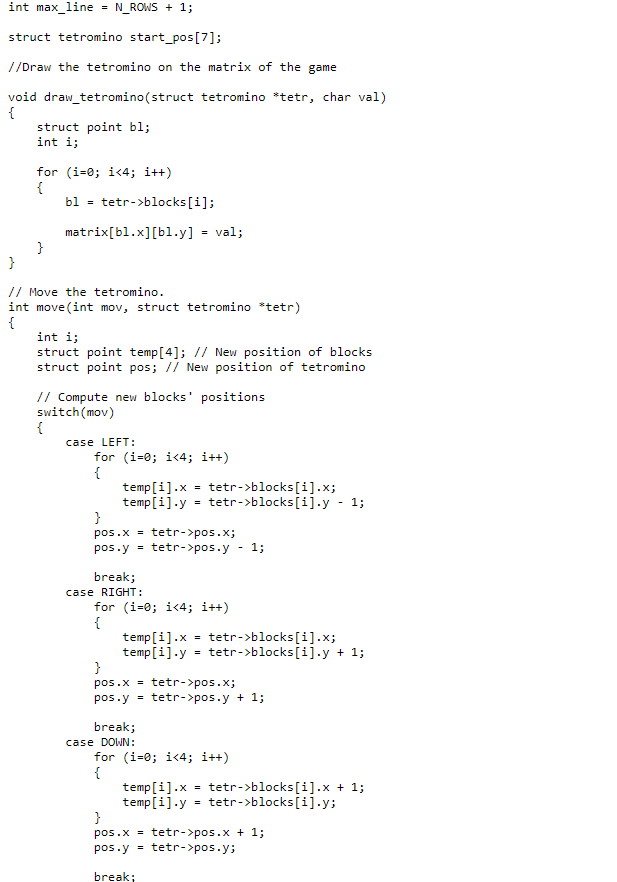 int max_line = N_ROWS + 1;

struct tetromino start_pos[7];

//Draw the tetromino on the matrix of the game

void draw_tetromino(struct tetromino *tetr, char val)
{
    struct point bl;
    int i;

    for (i=0; i<4; i++)
    {
        bl = tetr->blocks[i];

        matrix[bl.x][bl.y] = val;
    }
}

// Move the tetromino.
int move(int mov, struct tetromino *tetr)
{
    int i;
    struct point temp[4]; // New position of blocks
    struct point pos; // New position of tetromino

    // Compute new blocks' positions
    switch(mov)
    {
        case LEFT:
            for (i=0; i<4; i++)
            {
                temp[i].x = tetr->blocks[i].x;
                temp[i].y = tetr->blocks[i].y - 1;
            }
            pos.x = tetr->pos.x;
            pos.y = tetr->pos.y - 1;

            break;
        case RIGHT:
            for (i=0; i<4; i++)
            {
                temp[i].x = tetr->blocks[i].x;
                temp[i].y = tetr->blocks[i].y + 1;
            }
            pos.x = tetr->pos.x;
            pos.y = tetr->pos.y + 1;

            break;
        case DOWN:
            for (i=0; i<4; i++)
            {
                temp[i].x = tetr->blocks[i].x + 1;
                temp[i].y = tetr->blocks[i].y;
            }
            pos.x = tetr->pos.x + 1;
            pos.y = tetr->pos.y;

            break;